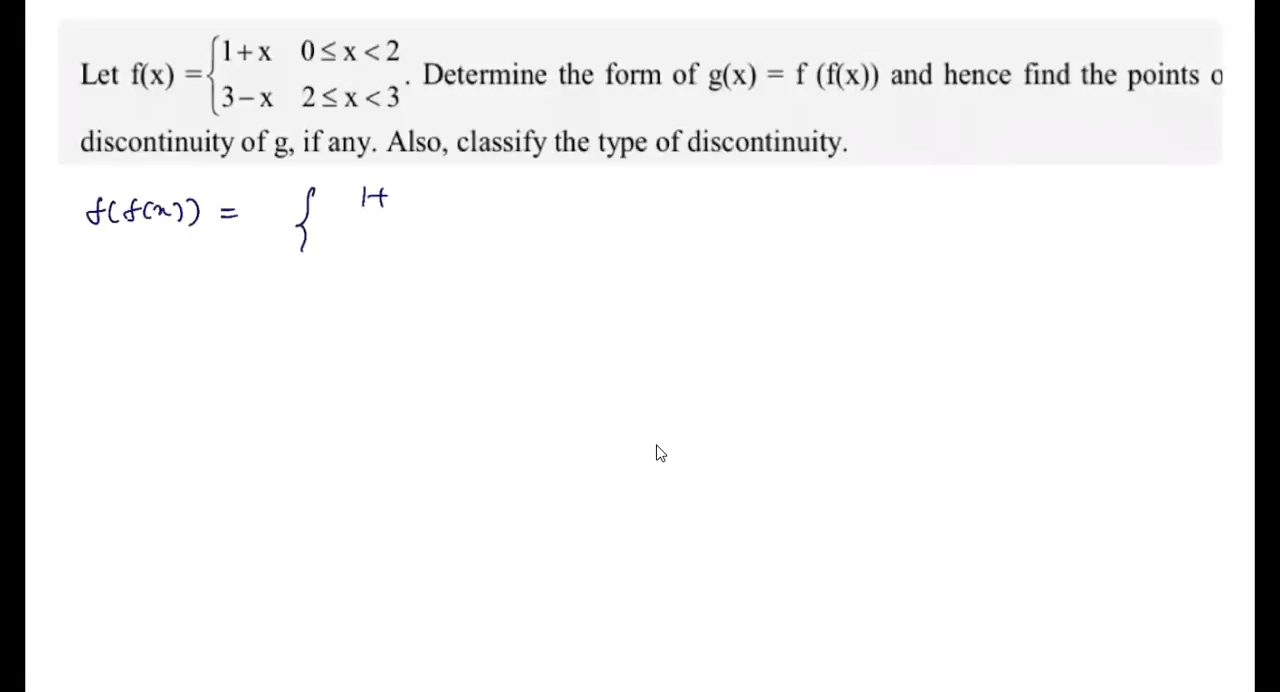 Let f(x) = { 1+x 0≤x<2
3−x 2≤x<3 . Determine the form of g(x) = f (f(x)) and hence find the points o
discontinuity of g, if any. Also, classify the type of discontinuity.
f(f(x)) = { 1+